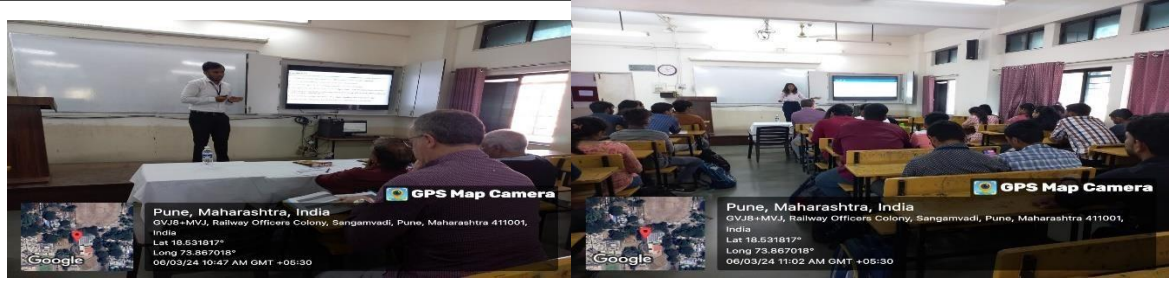 GPS Map Camera
Pune, Maharashtra, India
GVJ8+MVJ, Railway Officers Colony, Sangamvadi, Pune, Maharashtra 411001,
India
Lat 18.531817°
Long 73.867018°
06/03/24 10:47 AM GMT +05:30
Google
GPS Map Camera
Pune, Maharashtra, India
GVJ8+MVJ, Railway Officers Colony, Sangamvadi, Pune, Maharashtra 411001,
India
Lat 18.531817°
Long 73.867018°
06/03/24 11:02 AM GMT +05:30
Google